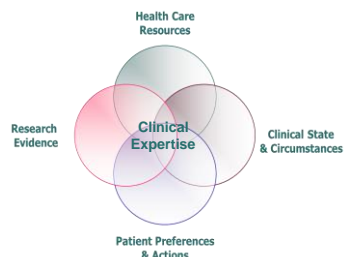 Health Care
Resources
Research
Evidence
Clinical
Expertise
Clinical State
& Circumstances
Patient Preferences
& Actions